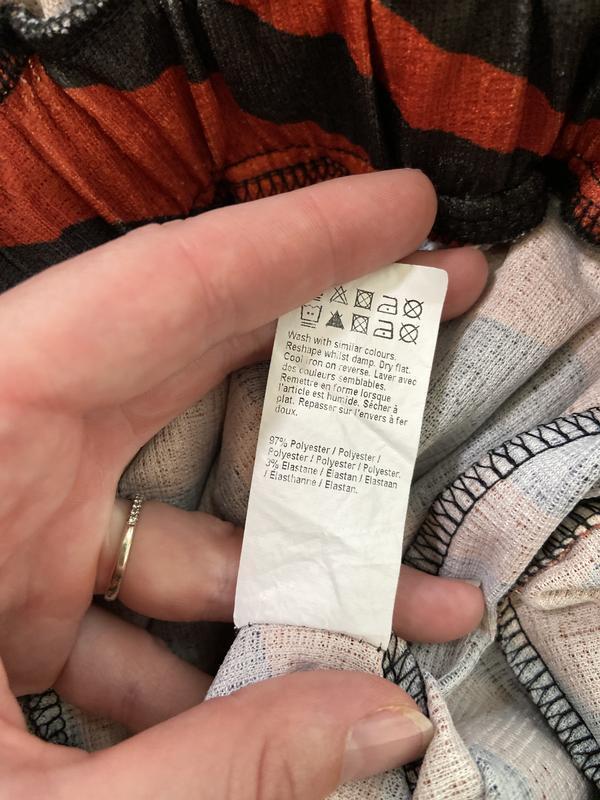 Wash with similar colours.
Reshape whilst damp. Dry flat.
Cool iron on reverse. Laver avec
des couleurs semblables.
Remettre en forme lorsque
l'article est humide. Sécher à
plat. Repasser sur l'envers à fer
doux.
97% Polyester / Polyester /
Polyester / Polyester / Polyester.
3% Elastane / Elastan / Elastaan
/ Élasthanne / Elastan.